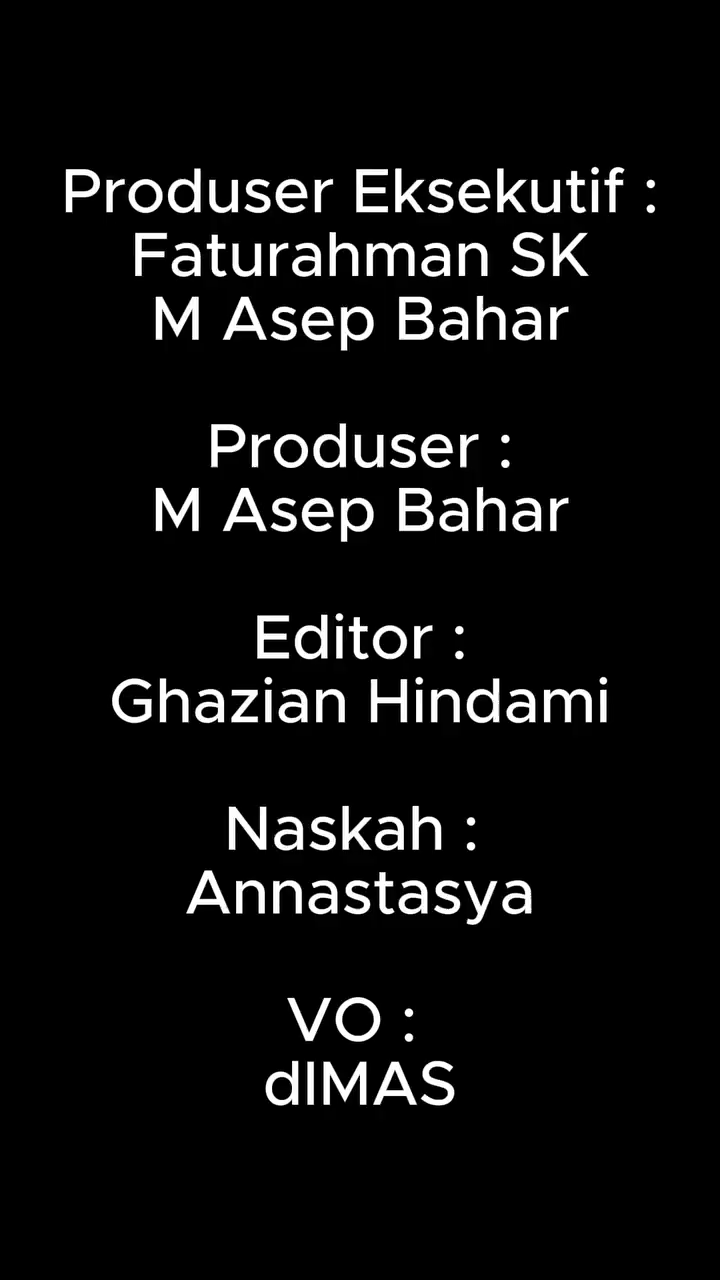 Produser Eksekutif :
Faturahman SK
M Asep Bahar
Produser :
M Asep Bahar
Editor :
Ghazian Hindami
Naskah :
Annastasya
VO :
dIMAS